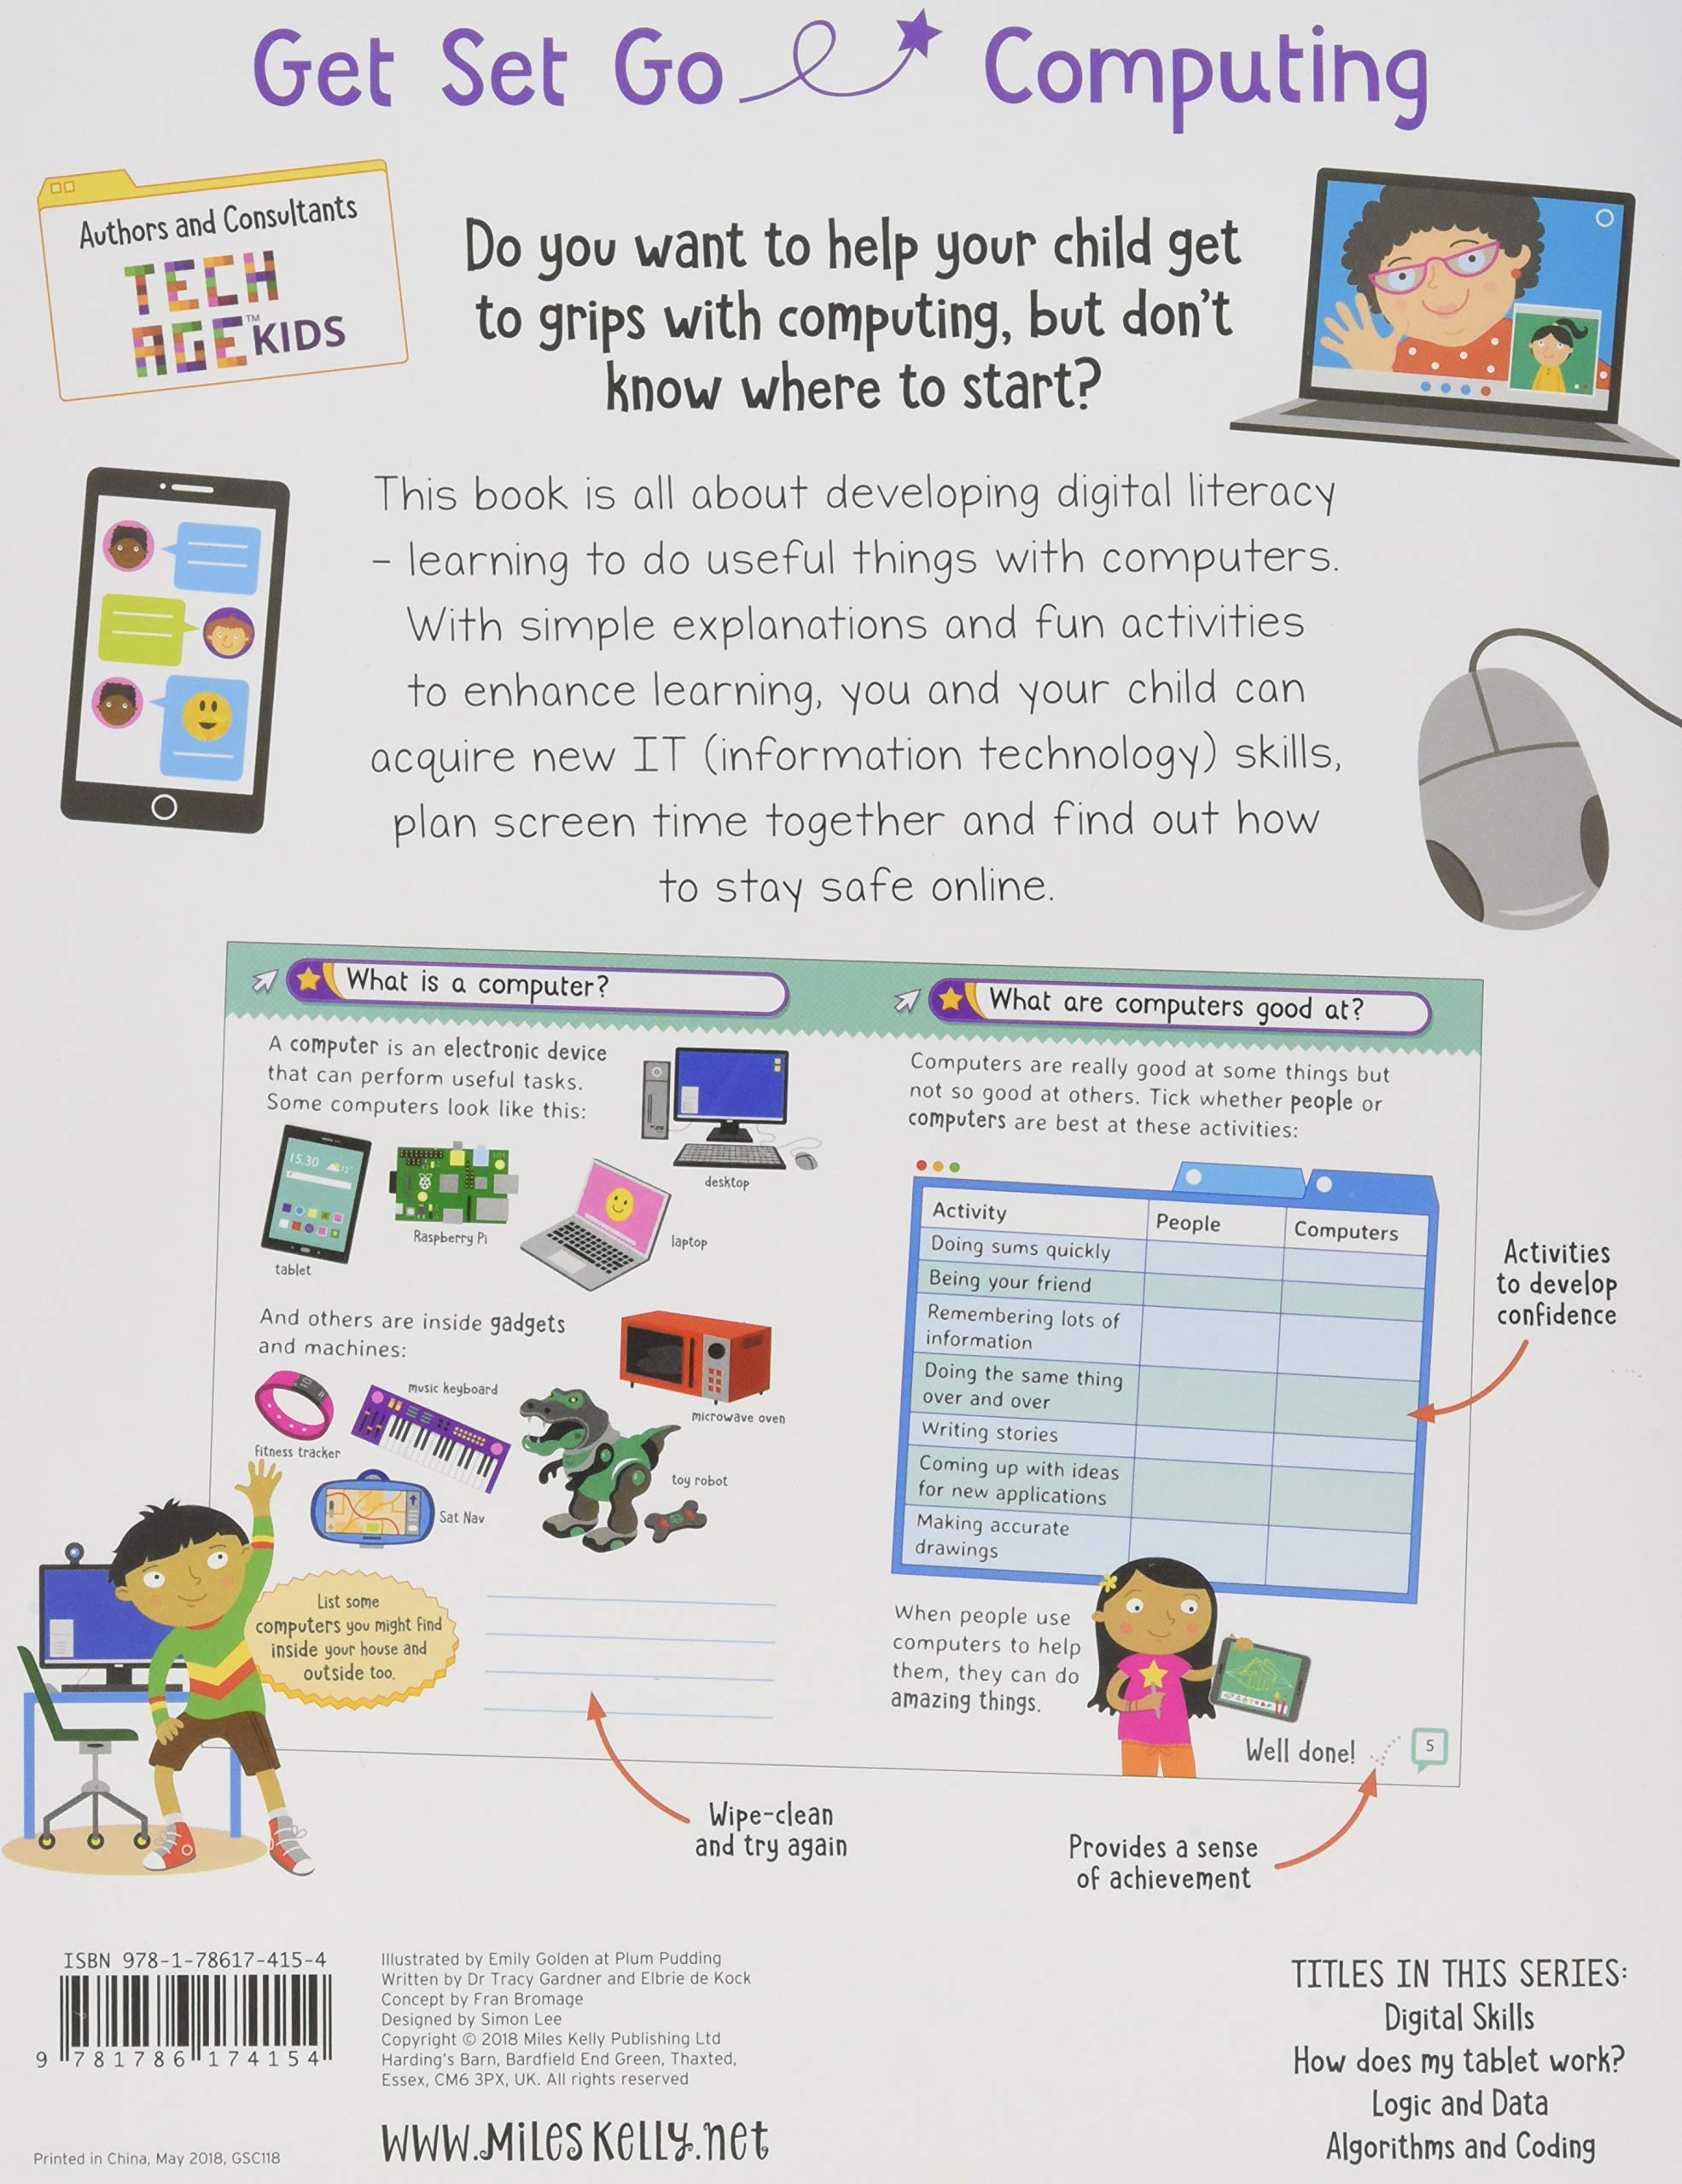 Get Set Go Computing
Authors and Consultants
TECH
AGE™ KIDS
Do you want to help your child get
to grips with computing, but don't
know where to start?
This book is all about developing digital literacy
– learning to do useful things with computers.
With simple explanations and fun activities
to enhance learning, you and your child can
acquire new IT (information technology) skills,
plan screen time together and find out how
to stay safe online.
What is a computer?
A computer is an electronic device
that can perform useful tasks.
Some computers look like this:
15.30
12°
tablet
Raspberry Pi
laptop
desktop
And others are inside gadgets
and machines:
fitness tracker
music keyboard
microwave oven
Sat Nav
toy robot
List some
computers you might find
inside your house and
outside too.
What are computers good at?
Computers are really good at some things but
not so good at others. Tick whether people or
computers are best at these activities:
Activity People Computers
Doing sums quickly
Being your friend
Remembering lots of
information
Doing the same thing
over and over
Writing stories
Coming up with ideas
for new applications
Making accurate
drawings
When people use
computers to help
them, they can do
amazing things.
Well done!
5
Activities
to develop
confidence
Wipe-clean
and try again
Provides a sense
of achievement
ISBN 978-1-78617-415-4
9 781786 174154
Printed in China, May 2018, GSC118
Illustrated by Emily Golden at Plum Pudding
Written by Dr Tracy Gardner and Elbrie de Kock
Concept by Fran Bromage
Designed by Simon Lee
Copyright © 2018 Miles Kelly Publishing Ltd
Harding's Barn, Bardfield End Green, Thaxted,
Essex, CM6 3PX, UK. All rights reserved
WWW.MiLesKeLLy.net
TITLES IN THIS SERIES:
Digital Skills
How does my tablet work?
Logic and Data
Algorithms and Coding